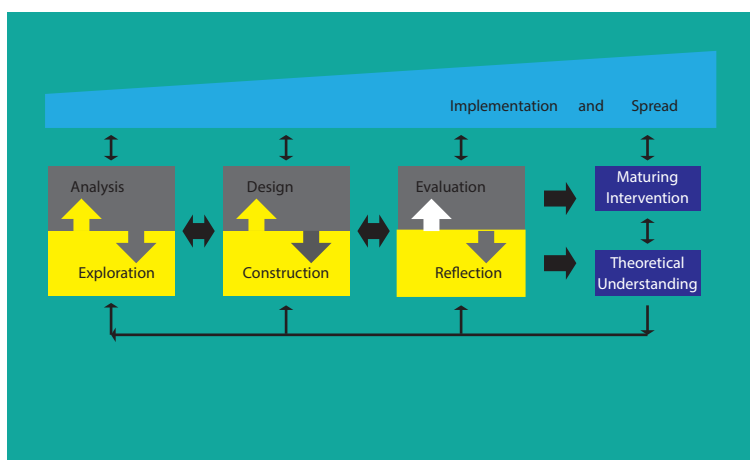 Implementation and Spread
Analysis
Exploration
Design
Construction
Evaluation
Reflection
Maturing
Intervention
Theoretical
Understanding